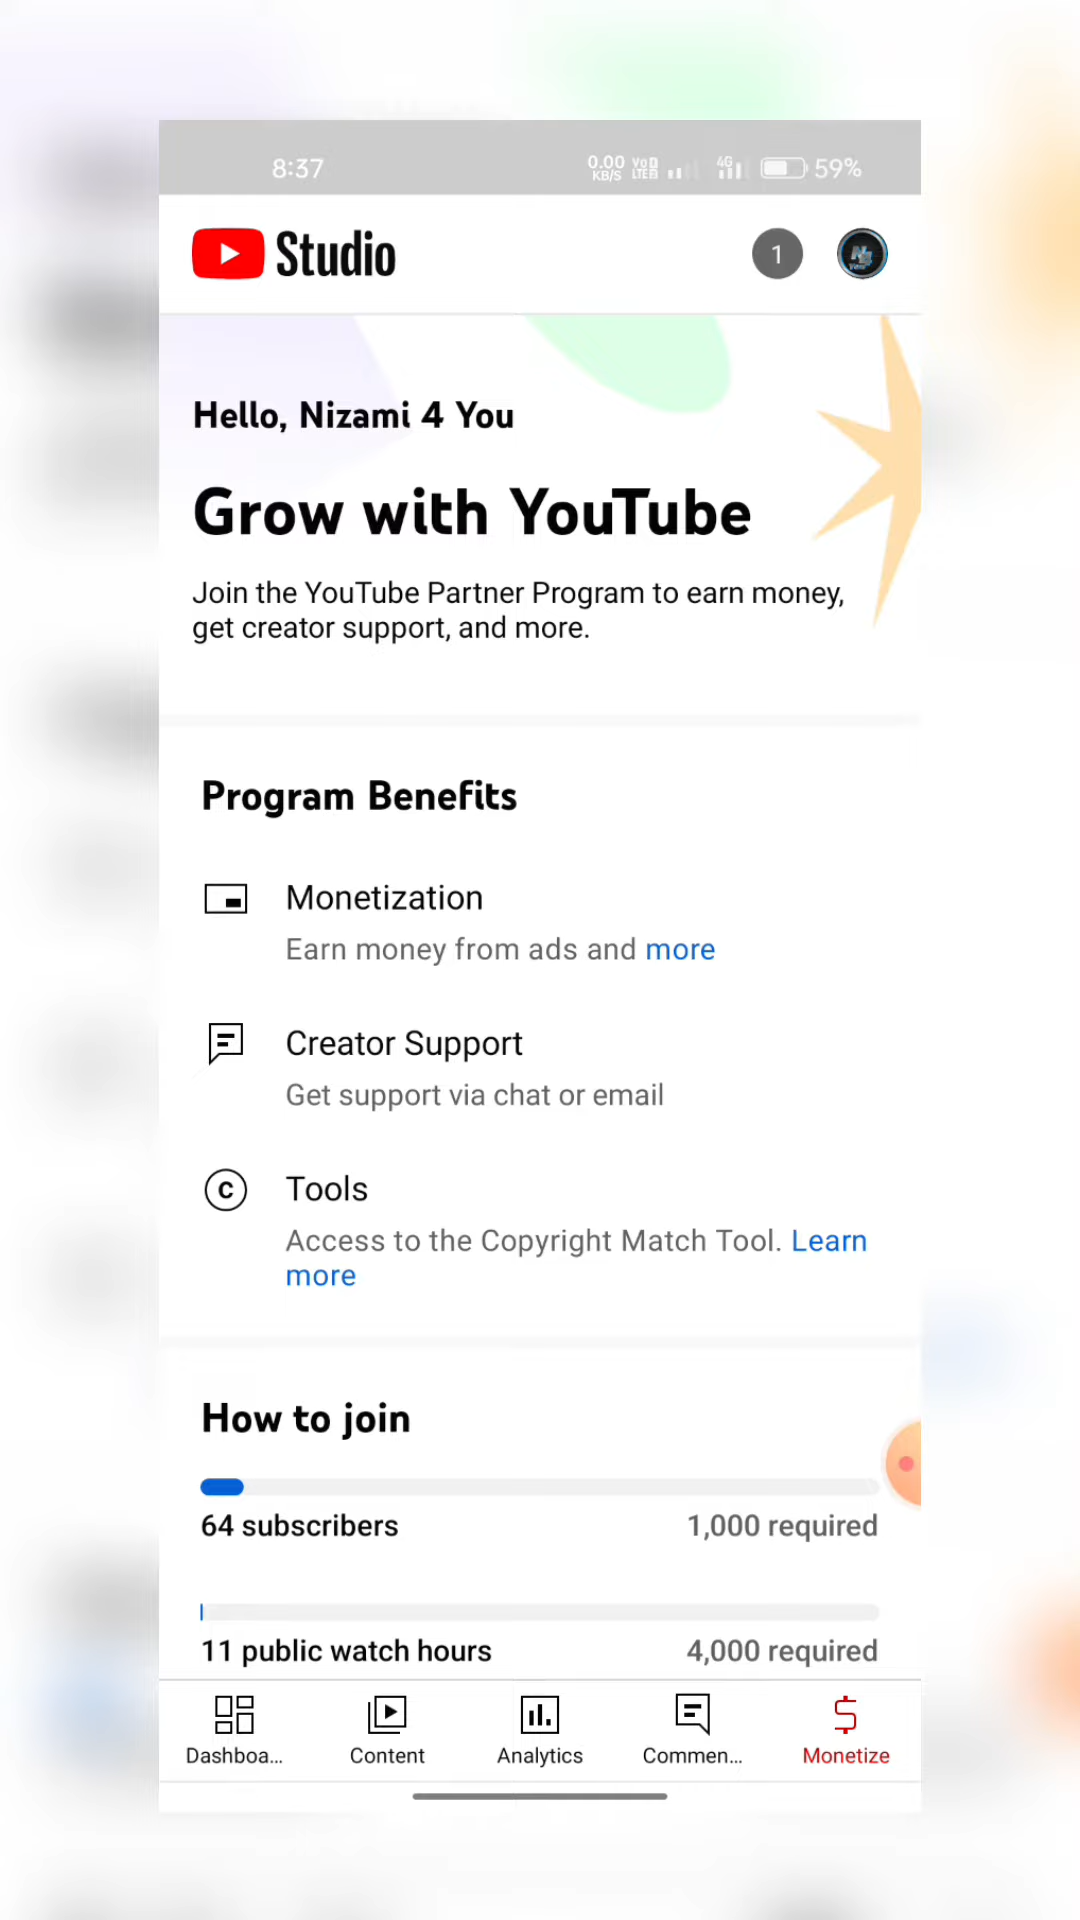 8:37
0.00 KB/S
Vo LTE
4G
59%
Studio
1
Hello, Nizami 4 You
Grow with YouTube
Join the YouTube Partner Program to earn money,
get creator support, and more.
Program Benefits
Monetization
Earn money from ads and more
Creator Support
Get support via chat or email
C
Tools
Access to the Copyright Match Tool. Learn
more
How to join
64 subscribers
1,000 required
11 public watch hours
4,000 required
Dashboa...
Content
Analytics
Commen...
Monetize